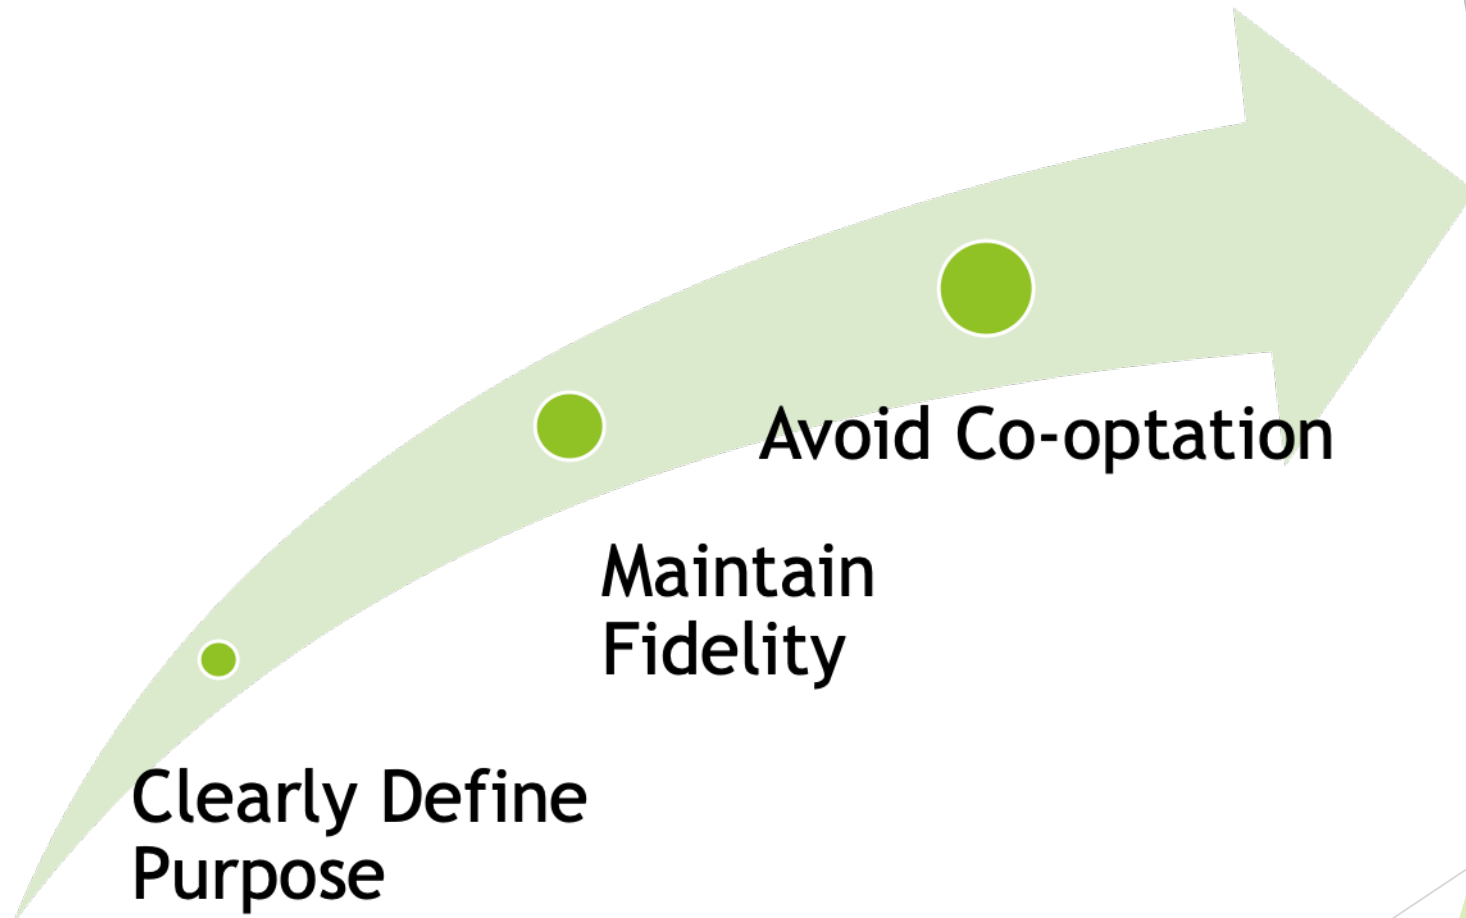 Avoid Co-optation
Maintain
Fidelity
Clearly Define
Purpose